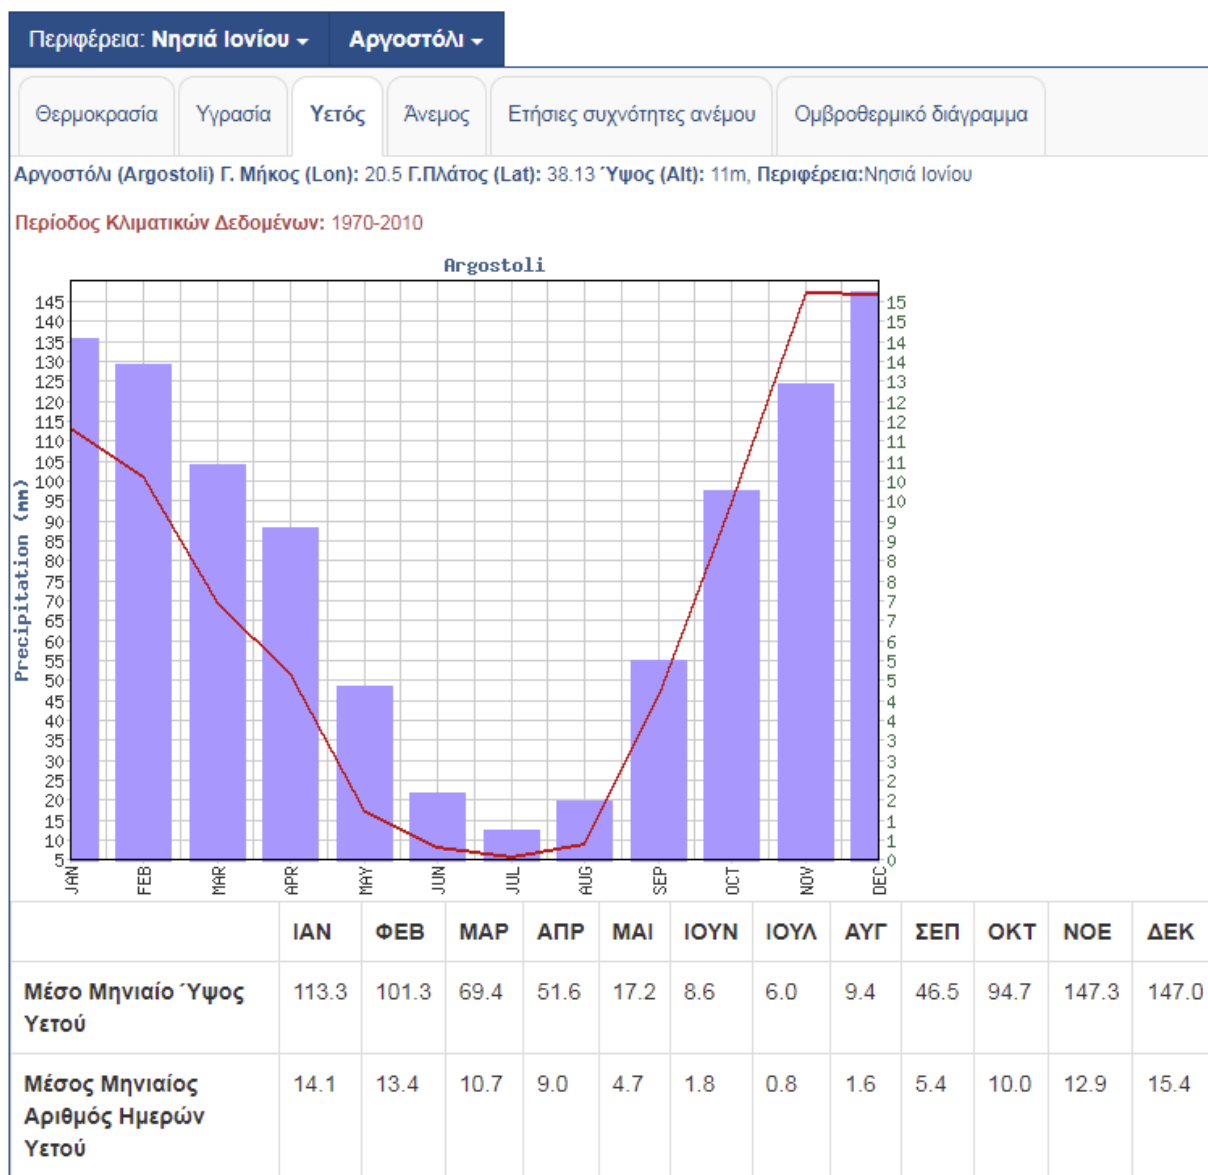 Περιφέρεια: Νησιά Ιονίου Αργοστόλι
Θερμοκρασία Υγρασία Υετός Άνεμος Ετήσιες συχνότητες ανέμου Ομβροθερμικό διάγραμμα
Αργοστόλι (Argostoli) Γ. Μήκος (Lon): 20.5 Γ.Πλάτος (Lat): 38.13 Ύψος (Alt): 11m, Περιφέρεια:Νησιά Ιονίου
Περίοδος Κλιματικών Δεδομένων: 1970-2010
Argostoli
Precipitation (mm)
145 15
140 15
135 14
130 14
125 13
120 12
115 12
110 11
105 11
100 10
95 10
90 9
85 9
80 8
75 8
70 7
65 7
60 6
55 5
50 5
45 4
40 4
35 3
30 3
25 2
20 2
15 1
10 1
5 0
JAN FEB MAR APR MAY JUN JUL AUG SEP OCT NOV DEC
ΙΑΝ ΦΕΒ ΜΑΡ ΑΠΡ ΜΑΙ ΙΟΥΝ ΙΟΥΛ ΑΥΓ ΣΕΠ ΟΚΤ ΝΟΕ ΔΕΚ
Μέσο Μηνιαίο Ύψος
Υετού
113.3 101.3 69.4 51.6 17.2 8.6 6.0 9.4 46.5 94.7 147.3 147.0
Μέσος Μηνιαίος
Αριθμός Ημερών
Υετού
14.1 13.4 10.7 9.0 4.7 1.8 0.8 1.6 5.4 10.0 12.9 15.4